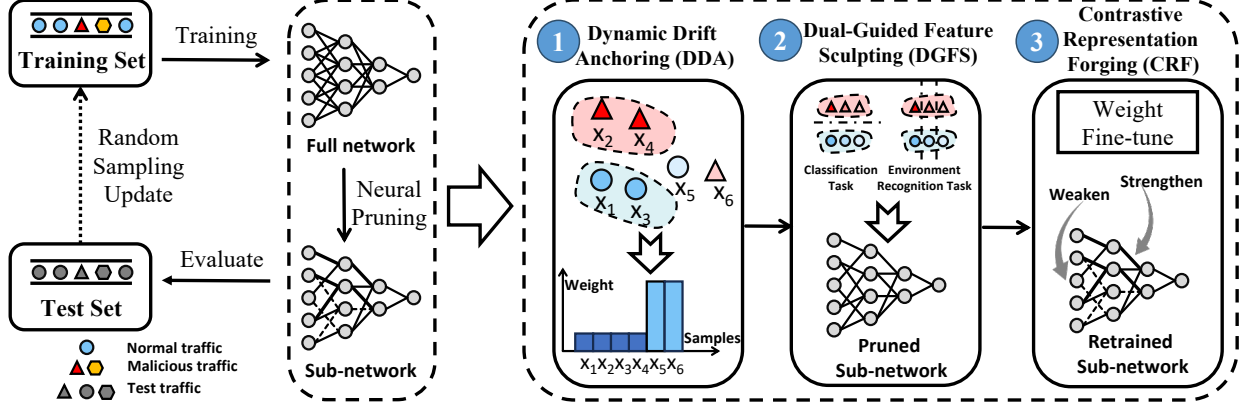 Training Set
Training
Random
Sampling
Update
Evaluate
Test Set
Normal traffic
Malicious traffic
Test traffic
Full network
Neural
Pruning
Sub-network
1
Dynamic Drift
Anchoring (DDA)
x2
x4
x5
x6
x1
x3
Weight
Samples
x1x2x3x4x5x6
2
Dual-Guided Feature
Sculpting (DGFS)
Classification
Task
Environment
Recognition Task
Pruned
Sub-network
3
Contrastive
Representation
Forging (CRF)
Weight
Fine-tune
Strengthen
Weaken
Retrained
Sub-network